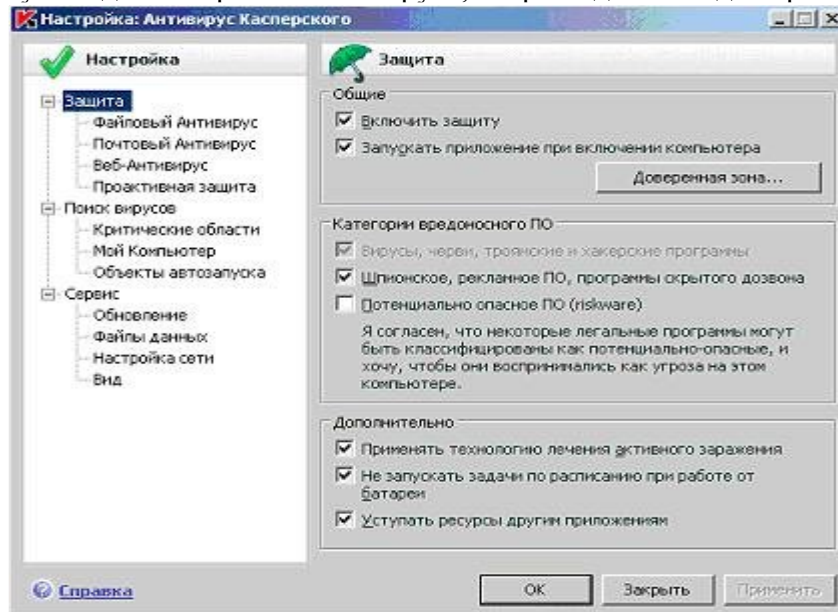 Настройка: Антивирус Касперского
Настройка
Защита
Файловый Антивирус
Почтовый Антивирус
Веб-Антивирус
Проактивная защита
Поиск вирусов
Критические области
Мой Компьютер
Объекты автозапуска
Сервис
Обновление
Файлы данных
Настройка сети
Вид
Защита
Общие
Включить защиту
Запускать приложение при включении компьютера
Доверенная зона...
Категории вредоносного ПО
Вирусы, черви, троянские и хакерские программы
Шпионское, рекламное ПО, программы скрытого дозвона
Потенциально опасное ПО (riskware)
Я согласен, что некоторые легальные программы могут
быть классифицированы как потенциально-опасные, и
хочу, чтобы они воспринимались как угроза на этом
компьютере.
Дополнительно
Применять технологию лечения активного заражения
Не запускать задачи по расписанию при работе от
батареи
Уступать ресурсы другим приложениям
Справка
ОК
Закрыть
Применить